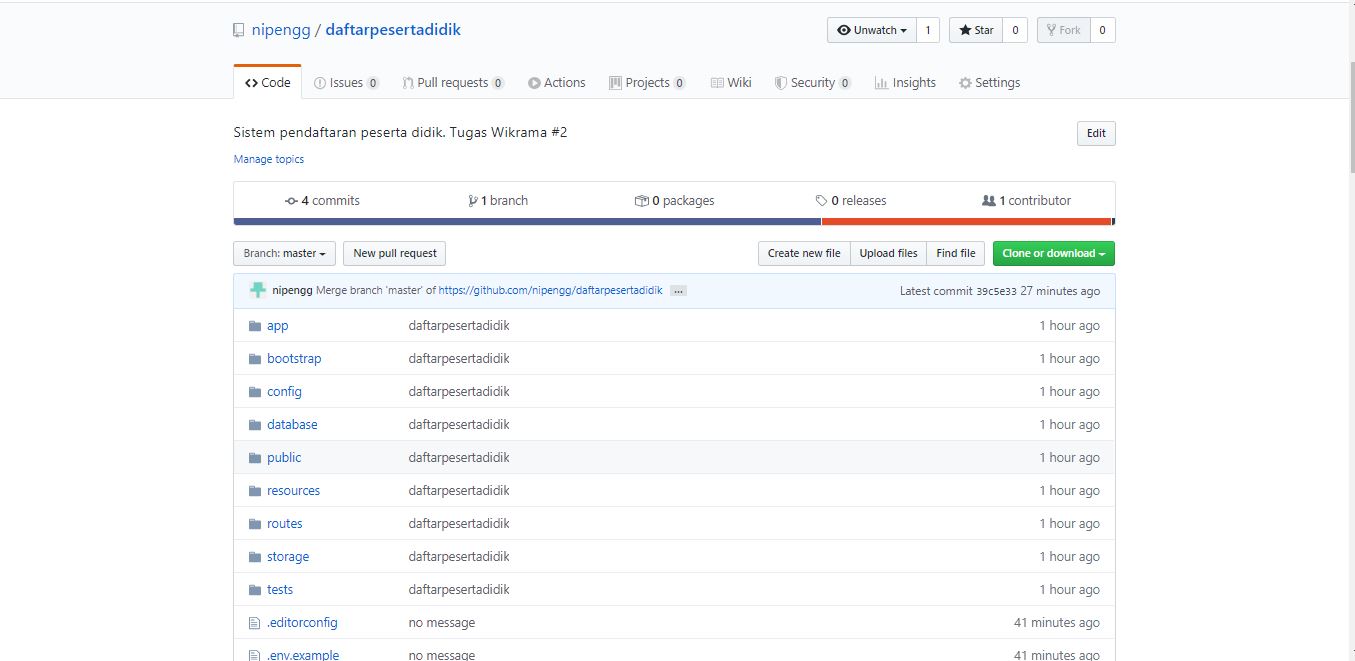 nipengg / daftarpesertadidik
Unwatch 1 Star 0 Fork 0
Code Issues 0 Pull requests 0 Actions Projects 0 Wiki Security 0 Insights Settings
Sistem pendaftaran peserta didik. Tugas Wikrama #2
Edit
Manage topics
4 commits 1 branch 0 packages 0 releases 1 contributor
Branch: master New pull request Create new file Upload files Find file Clone or download
nipengg Merge branch 'master' of https://github.com/nipengg/daftarpesertadidik ... Latest commit 39c5e33 27 minutes ago
app daftarpesertadidik 1 hour ago
bootstrap daftarpesertadidik 1 hour ago
config daftarpesertadidik 1 hour ago
database daftarpesertadidik 1 hour ago
public daftarpesertadidik 1 hour ago
resources daftarpesertadidik 1 hour ago
routes daftarpesertadidik 1 hour ago
storage daftarpesertadidik 1 hour ago
tests daftarpesertadidik 1 hour ago
.editorconfig no message 41 minutes ago
.env.example no message 41 minutes ago